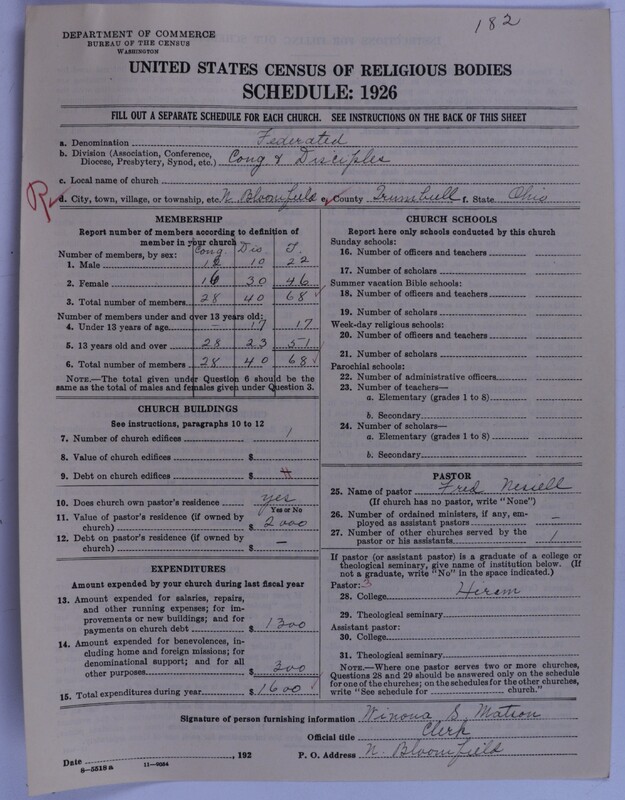 182
DEPARTMENT OF COMMERCE
BUREAU OF THE CENSUS
WASHINGTON
UNITED STATES CENSUS OF RELIGIOUS BODIES
SCHEDULE: 1926
FILL OUT A SEPARATE SCHEDULE FOR EACH CHURCH. SEE INSTRUCTIONS ON THE BACK OF THIS SHEET
a. Denomination Federated
b. Division (Association, Conference,
Diocese, Presbytery, Synod, etc.) Cong & Disciples
c. Local name of church
d. City, town, village, or township, etc. N. Bloomfield e. County Trumbull f. State Ohio
MEMBERSHIP
Report number of members according to definition of
member in your church
Cong. Dis. T.
Number of members, by sex:
1. Male 12 10 22
2. Female 16 30 46
3. Total number of members 28 40 68
Number of members under and over 13 years old:
4. Under 13 years of age - 17 17
5. 13 years old and over 28 23 51
6. Total number of members 28 40 68
NOTE.—The total given under Question 6 should be the
same as the total of males and females given under Question 3.
CHURCH BUILDINGS
See instructions, paragraphs 10 to 12
7. Number of church edifices 1
8. Value of church edifices $
9. Debt on church edifices $
10. Does church own pastor's residence yes
Yes or No
11. Value of pastor's residence (if owned by
church) $ 2000
12. Debt on pastor's residence (if owned by
church) $ —
EXPENDITURES
Amount expended by your church during last fiscal year
13. Amount expended for salaries, repairs,
and other running expenses; for im-
provements or new buildings; and for
payments on church debt $ 1300
14. Amount expended for benevolences, in-
cluding home and foreign missions; for
denominational support; and for all
other purposes $ 300
15. Total expenditures during year $ 1600
CHURCH SCHOOLS
Report here only schools conducted by this church
Sunday schools:
16. Number of officers and teachers
17. Number of scholars
Summer vacation Bible schools:
18. Number of officers and teachers
19. Number of scholars
Week-day religious schools:
20. Number of officers and teachers
21. Number of scholars
Parochial schools:
22. Number of administrative officers
23. Number of teachers—
a. Elementary (grades 1 to 8)
b. Secondary
24. Number of scholars—
a. Elementary (grades 1 to 8)
b. Secondary
PASTOR
25. Name of pastor Fred Nessell
(If church has no pastor, write "None")
26. Number of ordained ministers, if any, em-
ployed as assistant pastors —
27. Number of other churches served by the
pastor or his assistants 1
If pastor (or assistant pastor) is a graduate of a college or
theological seminary, give name of institution below. (If
not a graduate, write "No" in the space indicated.)
Pastor: 3
28. College Hiram
29. Theological seminary
Assistant pastor:
30. College
31. Theological seminary
NOTE.—Where one pastor serves two or more churches,
Questions 28 and 29 should be answered only on the schedule
for one of the churches; on the schedules for the other churches,
write "See schedule for church."
Signature of person furnishing information Winona S. Matson
Official title Clerk
Date , 192 P. O. Address N. Bloomfield
8—5518 a 11—9034